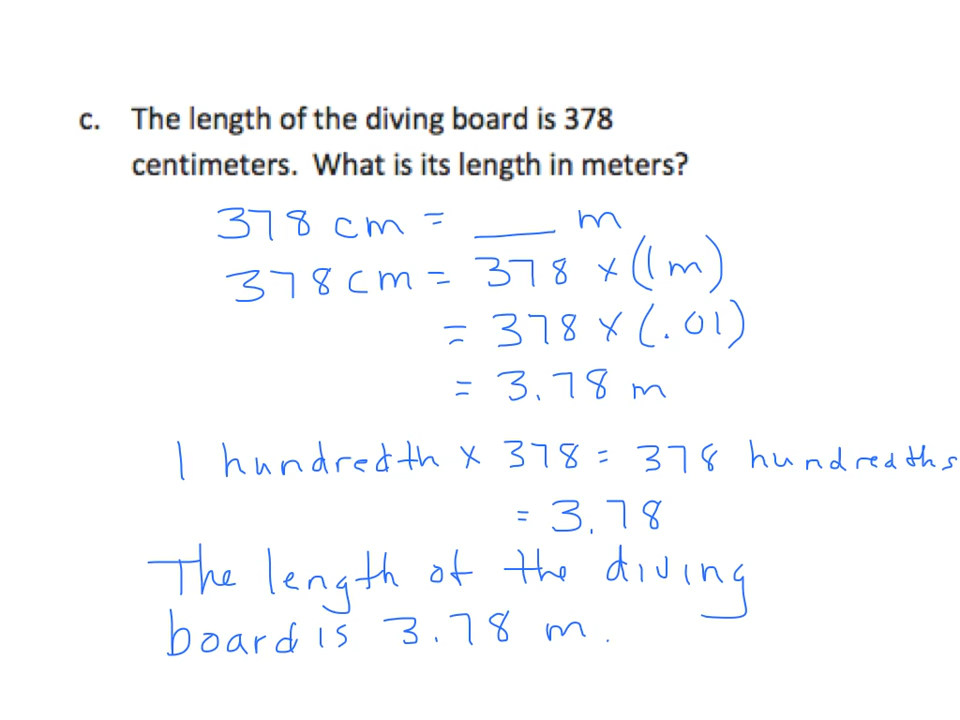 c. The length of the diving board is 378
centimeters. What is its length in meters?
378 cm = ___ m
378cm = 378 × (1 m)
= 378 × (.01)
= 3.78 m
1 hundredth × 378 = 378 hundredths
= 3.78
The length of the diving
board is 3.78 m.